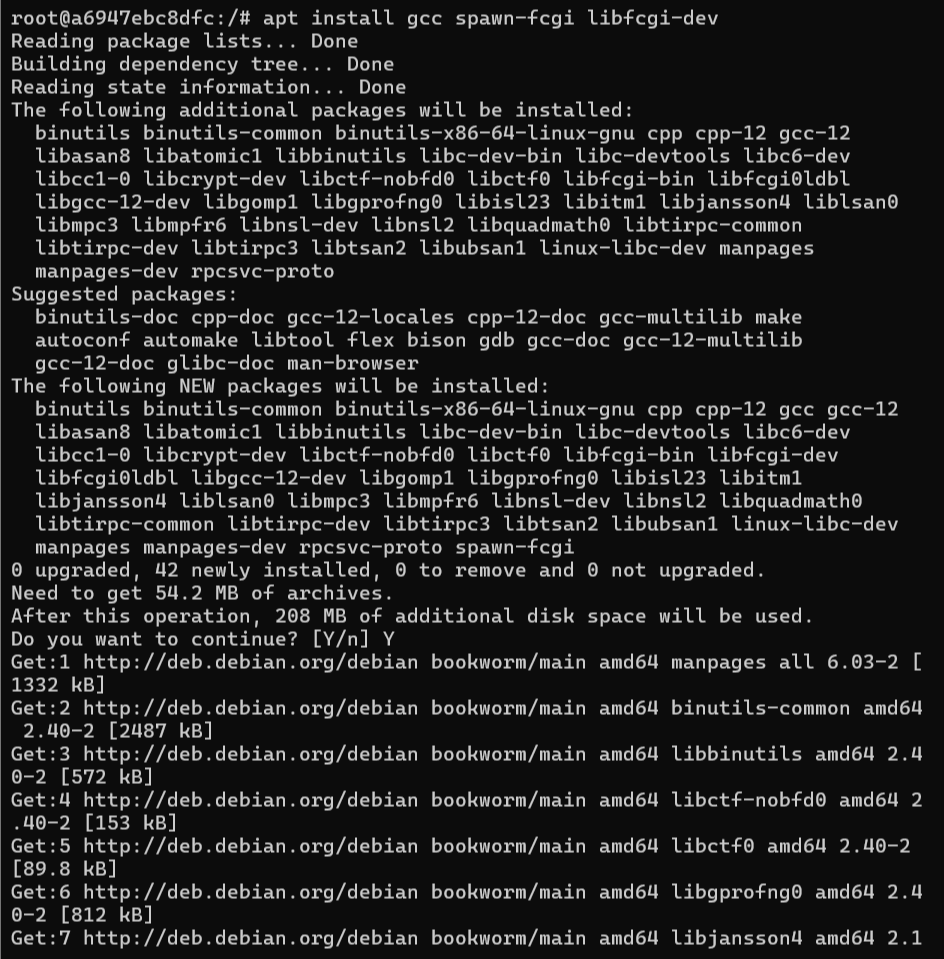 root@a6947ebc8dfc:/# apt install gcc spawn-fcgi libfcgi-dev
Reading package lists... Done
Building dependency tree... Done
Reading state information... Done
The following additional packages will be installed:
  binutils binutils-common binutils-x86-64-linux-gnu cpp cpp-12 gcc-12
  libasan8 libatomic1 libbinutils libc-dev-bin libc-devtools libc6-dev
  libcc1-0 libcrypt-dev libctf-nobfd0 libctf0 libfcgi-bin libfcgi0ldbl
  libgcc-12-dev libgomp1 libgprofng0 libisl23 libitm1 libjansson4 liblsan0
  libmpc3 libmpfr6 libnsl-dev libnsl2 libquadmath0 libtirpc-common
  libtirpc-dev libtirpc3 libtsan2 libubsan1 linux-libc-dev manpages
  manpages-dev rpcsvc-proto
Suggested packages:
  binutils-doc cpp-doc gcc-12-locales cpp-12-doc gcc-multilib make
  autoconf automake libtool flex bison gdb gcc-doc gcc-12-multilib
  gcc-12-doc glibc-doc man-browser
The following NEW packages will be installed:
  binutils binutils-common binutils-x86-64-linux-gnu cpp cpp-12 gcc gcc-12
  libasan8 libatomic1 libbinutils libc-dev-bin libc-devtools libc6-dev
  libcc1-0 libcrypt-dev libctf-nobfd0 libctf0 libfcgi-bin libfcgi-dev
  libfcgi0ldbl libgcc-12-dev libgomp1 libgprofng0 libisl23 libitm1
  libjansson4 liblsan0 libmpc3 libmpfr6 libnsl-dev libnsl2 libquadmath0
  libtirpc-common libtirpc-dev libtirpc3 libtsan2 libubsan1 linux-libc-dev
  manpages manpages-dev rpcsvc-proto spawn-fcgi
0 upgraded, 42 newly installed, 0 to remove and 0 not upgraded.
Need to get 54.2 MB of archives.
After this operation, 208 MB of additional disk space will be used.
Do you want to continue? [Y/n] Y
Get:1 http://deb.debian.org/debian bookworm/main amd64 manpages all 6.03-2 [
1332 kB]
Get:2 http://deb.debian.org/debian bookworm/main amd64 binutils-common amd64
 2.40-2 [2487 kB]
Get:3 http://deb.debian.org/debian bookworm/main amd64 libbinutils amd64 2.4
0-2 [572 kB]
Get:4 http://deb.debian.org/debian bookworm/main amd64 libctf-nobfd0 amd64 2
.40-2 [153 kB]
Get:5 http://deb.debian.org/debian bookworm/main amd64 libctf0 amd64 2.40-2
[89.8 kB]
Get:6 http://deb.debian.org/debian bookworm/main amd64 libgprofng0 amd64 2.4
0-2 [812 kB]
Get:7 http://deb.debian.org/debian bookworm/main amd64 libjansson4 amd64 2.1